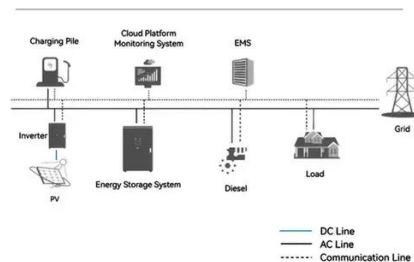 Charging Pile
Cloud Platform
Monitoring System
EMS
Grid
Inverter
PV
Energy Storage System
Diesel
Load
DC Line
AC Line
Communication Line